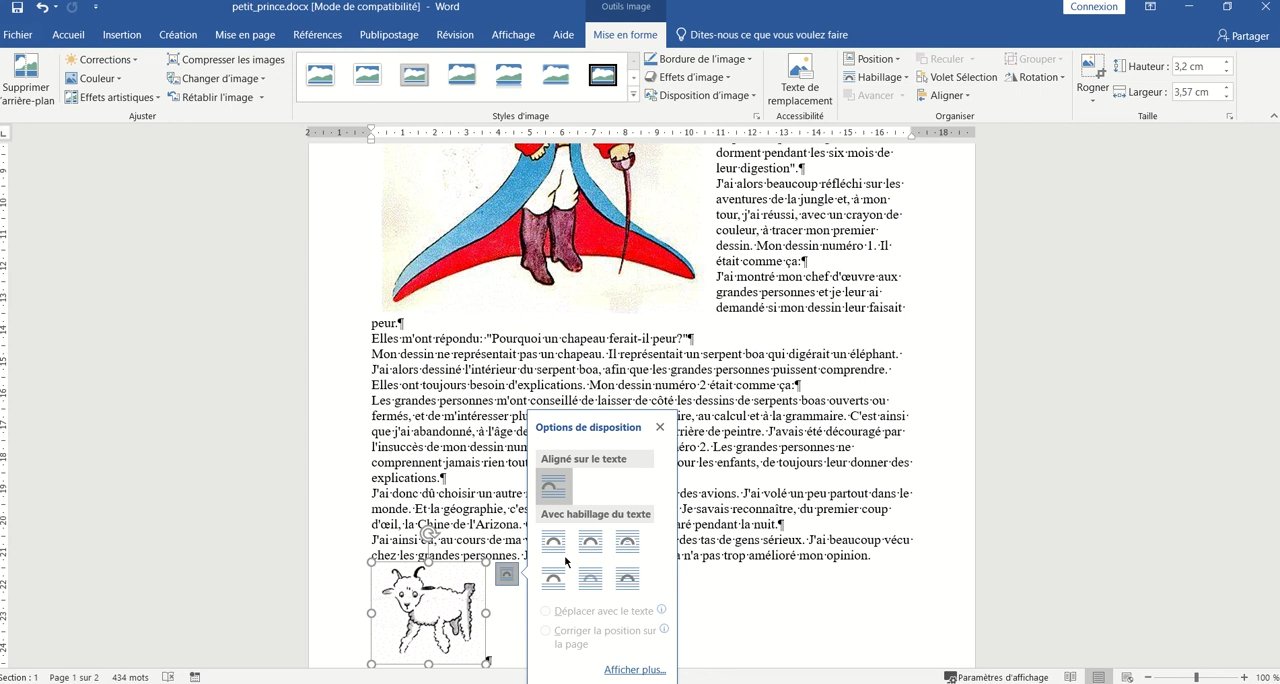 petit_prince.docx [Mode de compatibilité] - Word
Outils Image
Connexion
Fichier Accueil Insertion Création Mise en page Références Publipostage Révision Affichage Aide Mise en forme Dites-nous ce que vous voulez faire Partager
Supprimer
l'arrière-plan
Corrections
Couleur
Effets artistiques
Compresser les images
Changer d'image
Rétablir l'image
Ajuster
Styles d'image
Bordure de l'image
Effets d'image
Disposition d'image
Texte de
remplacement
Accessibilité
Position
Habillage
Avancer
Reculer
Volet Sélection
Aligner
Grouper
Rotation
Organiser
Rogner
Hauteur : 3,2 cm
Largeur : 3,57 cm
Taille
dorment·pendant·les·six·mois·de·
leur·digestion".¶
J'ai·alors·beaucoup·réfléchi·sur·les·
aventures·de·la·jungle·et,·à·mon·
tour,·j'ai·réussi,·avec·un·crayon·de·
couleur,·à·tracer·mon·premier·
dessin.·Mon·dessin·numéro·1.·Il·
était·comme·ça:¶
J'ai·montré·mon·chef·d'œuvre·aux·
grandes·personnes·et·je·leur·ai·
demandé·si·mon·dessin·leur·faisait·
peur.¶
Elles·m'ont·répondu:·"Pourquoi·un·chapeau·ferait-il·peur?"¶
Mon·dessin·ne·représentait·pas·un·chapeau.·Il·représentait·un·serpent·boa·qui·digérait·un·éléphant.·
J'ai·alors·dessiné·l'intérieur·du·serpent·boa,·afin·que·les·grandes·personnes·puissent·comprendre.·
Elles·ont·toujours·besoin·d'explications.·Mon·dessin·numéro·2·était·comme·ça:¶
Les·grandes·personnes·m'ont·conseillé·de·laisser·de·côté·les·dessins·de·serpents·boas·ouverts·ou·
fermés,·et·de·m'intéresser· au·calcul·et·à·la·grammaire.·C'est·ainsi·
que·j'ai·abandonné,·à·l'âge· de·peintre.·J'avais·été·découragé·par·
l'insuccès·de·mon·dessin· 2.·Les·grandes·personnes·ne·
comprennent·jamais·rien· les·enfants,·de·toujours·leur·donner·des·
explications.¶
J'ai·donc·dû·choisir·un·autre· des·avions.·J'ai·volé·un·peu·partout·dans·le·
monde.·Et·la·géographie, Je·savais·reconnaître,·du·premier·coup·
d'œil,·la·Chine·de·l'Arizona.· pendant·la·nuit.¶
J'ai·ainsi· au·cours·de·ma· des·tas·de·gens·sérieux.·J'ai·beaucoup·vécu·
chez·les·grandes·personnes. n'a·pas·trop·amélioré·mon·opinion.
Options de disposition
Aligné sur le texte
Avec habillage du texte
Déplacer avec le texte
Corriger la position sur
la page
Afficher plus...
Section : 1 Page 1 sur 2 434 mots Paramètres d'affichage 100 %